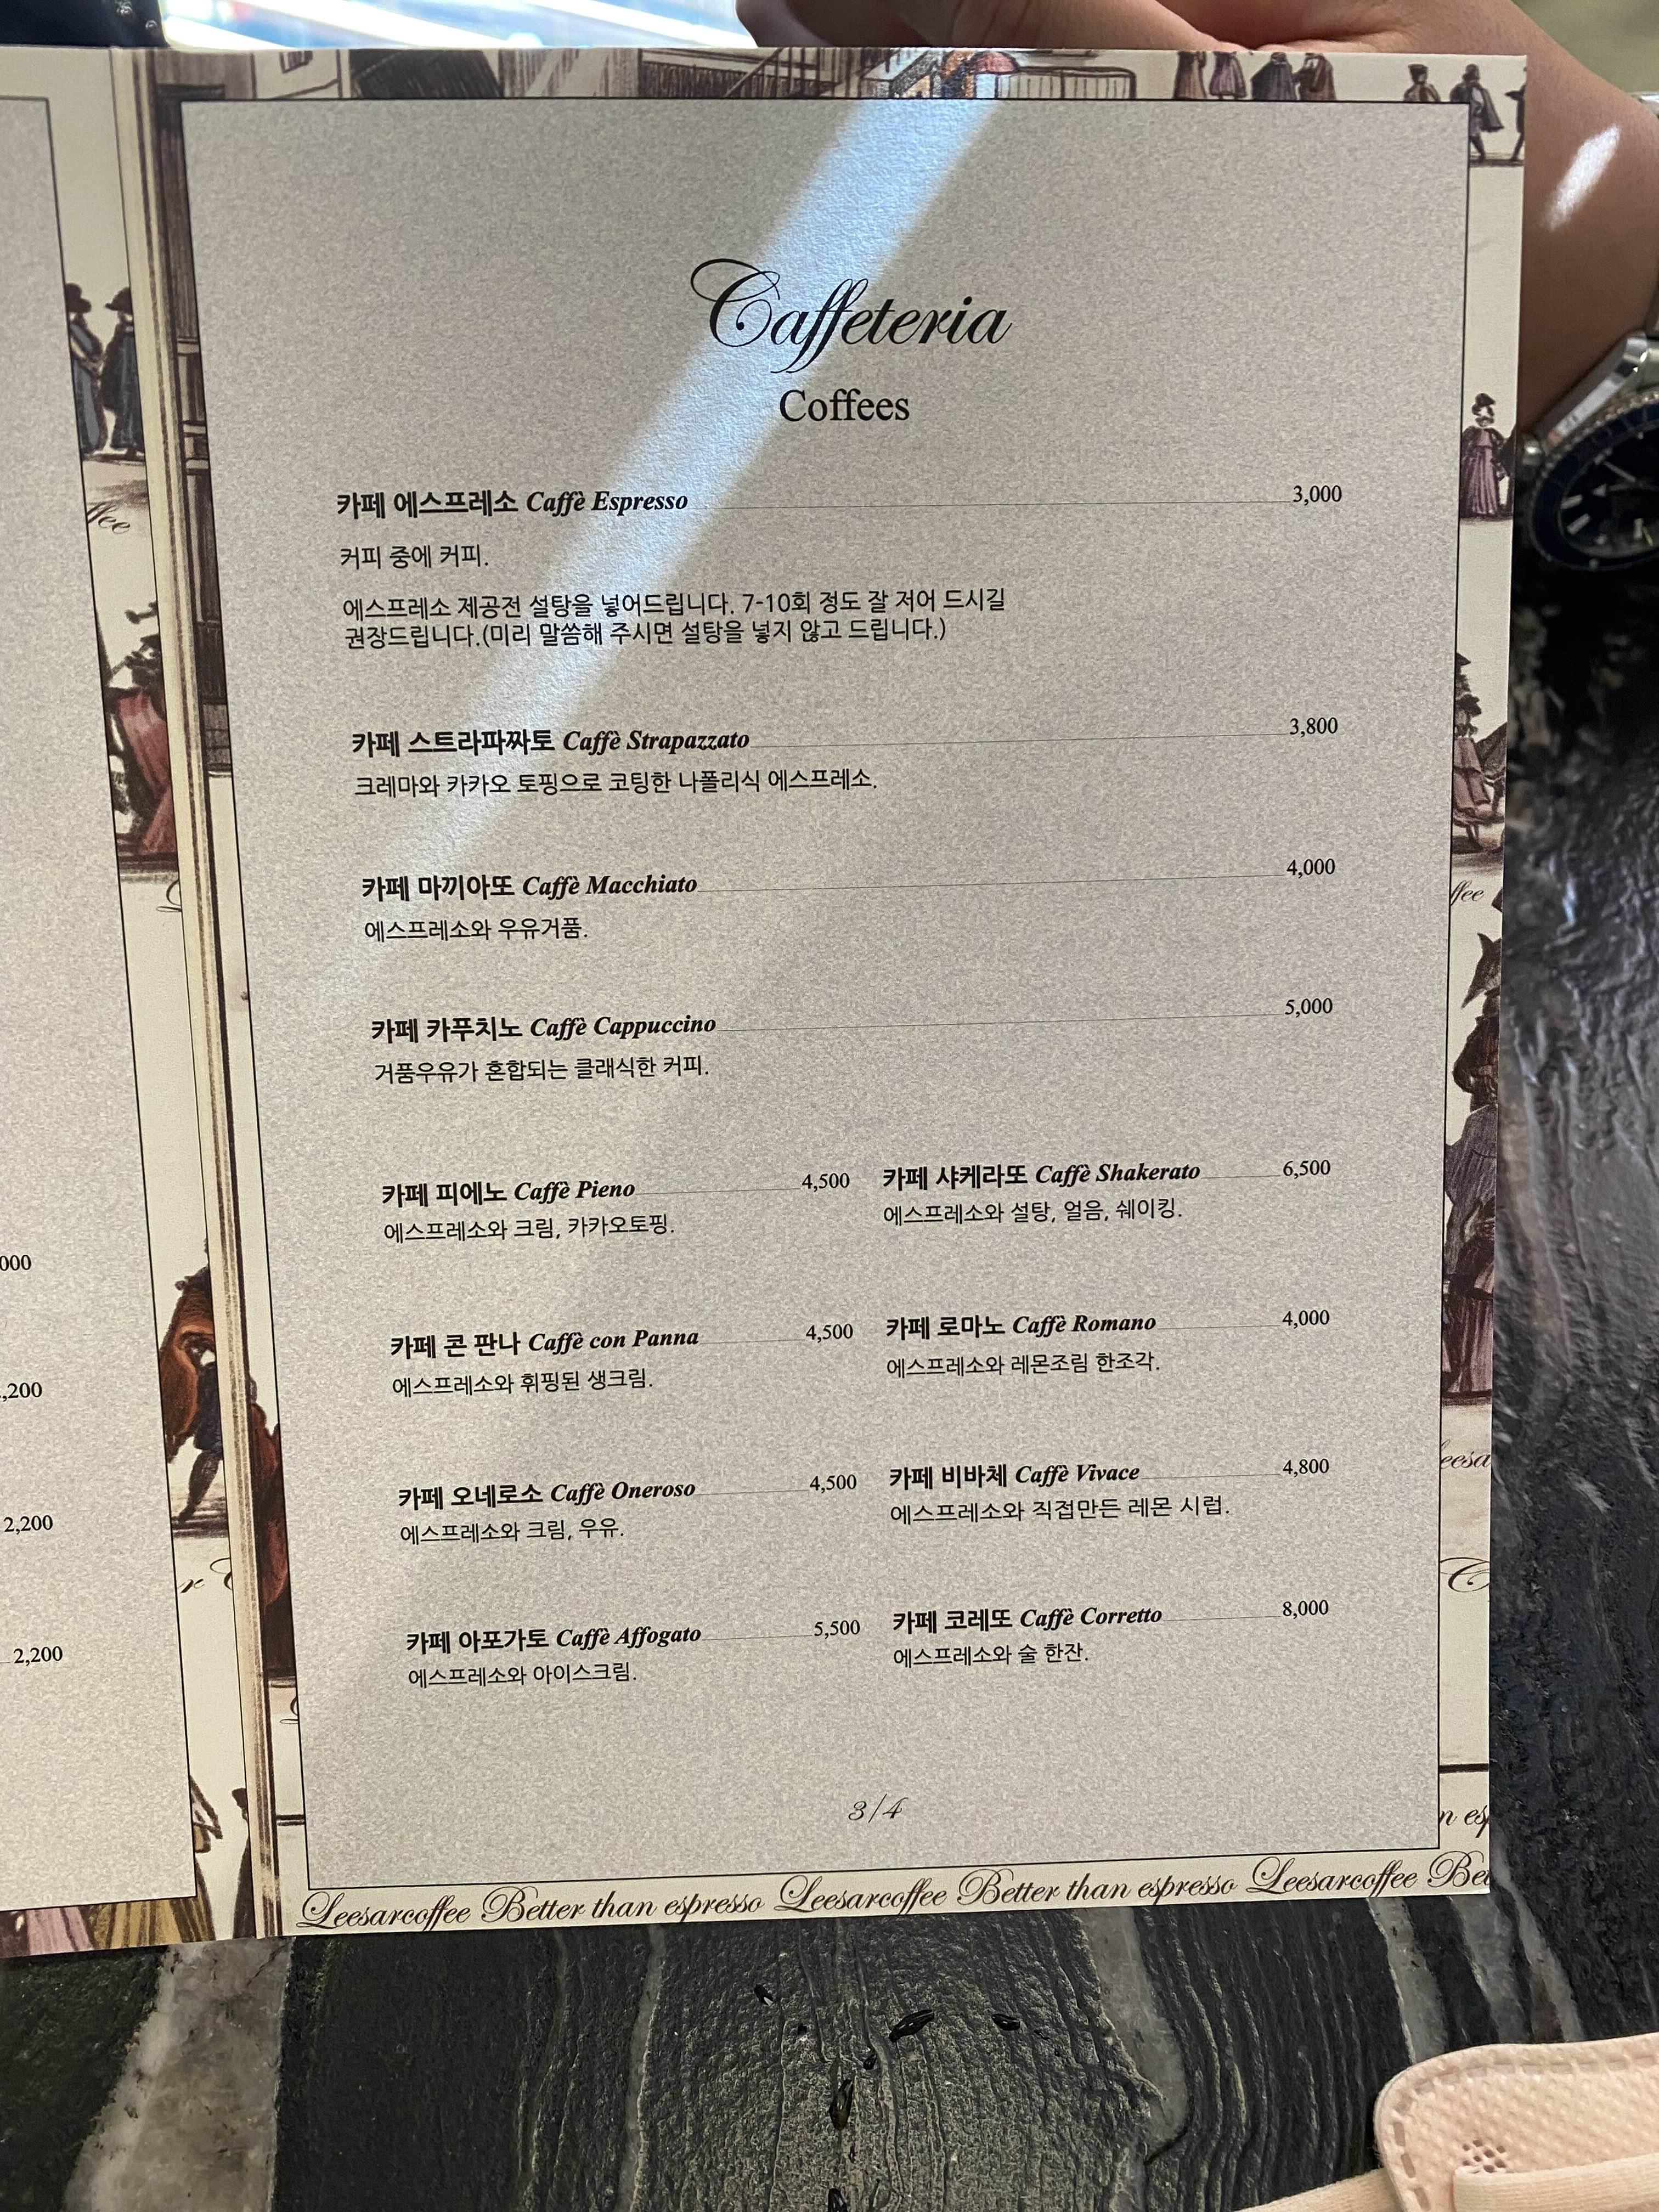 Caffeteria
Coffees
카페 에스프레소 Caffè Espresso 3,000
커피 중에 커피.
에스프레소 제공전 설탕을 넣어드립니다. 7-10회 정도 잘 저어 드시길
권장드립니다.(미리 말씀해 주시면 설탕을 넣지 않고 드립니다.)
카페 스트라파짜토 Caffè Strapazzato 3,800
크레마와 카카오 토핑으로 코팅한 나폴리식 에스프레소.
카페 마끼아또 Caffè Macchiato 4,000
에스프레소와 우유거품.
카페 카푸치노 Caffè Cappuccino 5,000
거품우유가 혼합되는 클래식한 커피.
카페 피에노 Caffè Pieno 4,500
에스프레소와 크림, 카카오토핑.
카페 콘 판나 Caffè con Panna 4,500
에스프레소와 휘핑된 생크림.
카페 오네로소 Caffè Oneroso 4,500
에스프레소와 크림, 우유.
카페 아포가토 Caffè Affogato 5,500
에스프레소와 아이스크림.
카페 샤케라또 Caffè Shakerato 6,500
에스프레소와 설탕, 얼음, 쉐이킹.
카페 로마노 Caffè Romano 4,000
에스프레소와 레몬조림 한조각.
카페 비바체 Caffè Vivace 4,800
에스프레소와 직접만든 레몬 시럽.
카페 코레또 Caffè Corretto 8,000
에스프레소와 술 한잔.
3/4
Leesarcoffee Better than espresso Leesarcoffee Better than espresso Leesarcoffee
2,200
2,200